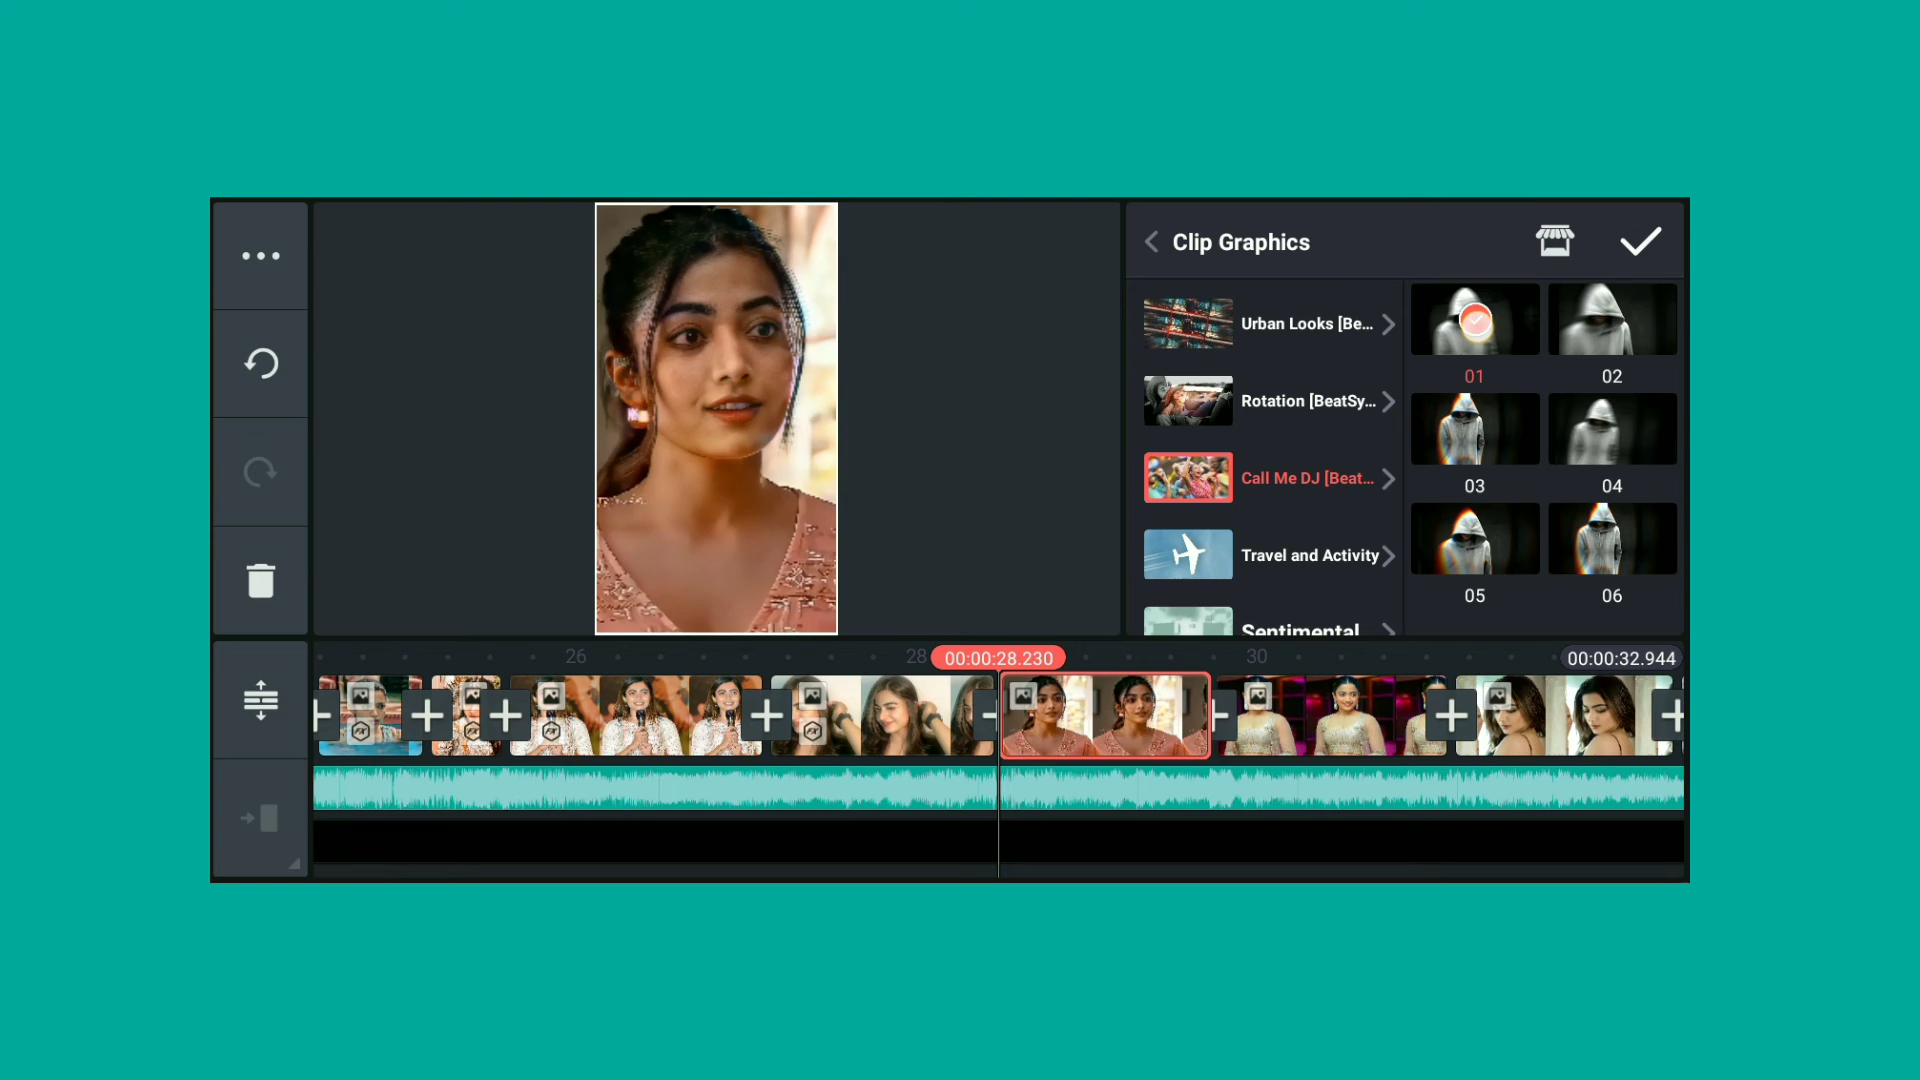 Clip Graphics
Urban Looks [Be...
Rotation [BeatSy...
Call Me DJ [Beat...
Travel and Activity
Sentimental
01
02
03
04
05
06
26
28
00:00:28.230
30
00:00:32.944